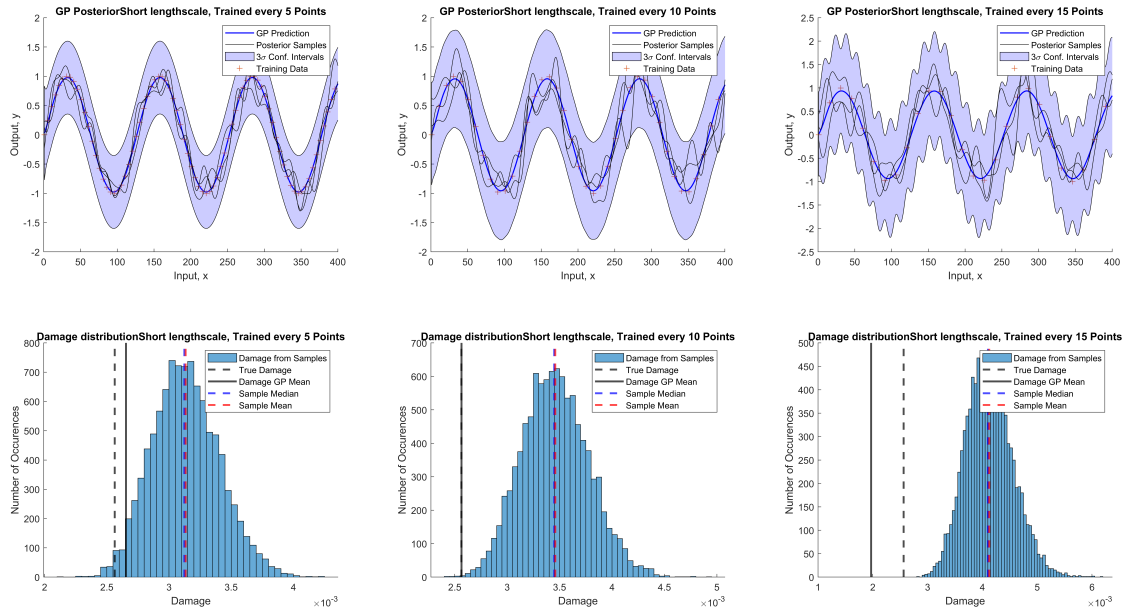 GP PosteriorShort lengthscale, Trained every 5 Points
2
1.5
1
0.5
0
-0.5
-1
-1.5
-2
Output, y
0 50 100 150 200 250 300 350 400
Input, x
GP Prediction
Posterior Samples
3σ Conf. Intervals
Training Data
GP PosteriorShort lengthscale, Trained every 10 Points
2
1.5
1
0.5
0
-0.5
-1
-1.5
-2
Output, y
0 50 100 150 200 250 300 350 400
Input, x
GP Prediction
Posterior Samples
3σ Conf. Intervals
Training Data
GP PosteriorShort lengthscale, Trained every 15 Points
2.5
2
1.5
1
0.5
0
-0.5
-1
-1.5
-2
-2.5
Output, y
0 50 100 150 200 250 300 350 400
Input, x
GP Prediction
Posterior Samples
3σ Conf. Intervals
Training Data
Damage distributionShort lengthscale, Trained every 5 Points
800
700
600
500
400
300
200
100
0
Number of Occurences
2 2.5 3 3.5 4
Damage
×10⁻³
Damage from Samples
True Damage
Damage GP Mean
Sample Median
Sample Mean
Damage distributionShort lengthscale, Trained every 10 Points
700
600
500
400
300
200
100
0
Number of Occurences
2.5 3 3.5 4 4.5 5
Damage
×10⁻³
Damage from Samples
True Damage
Damage GP Mean
Sample Median
Sample Mean
Damage distributionShort lengthscale, Trained every 15 Points
500
450
400
350
300
250
200
150
100
50
0
Number of Occurences
1 2 3 4 5 6
Damage
×10⁻³
Damage from Samples
True Damage
Damage GP Mean
Sample Median
Sample Mean